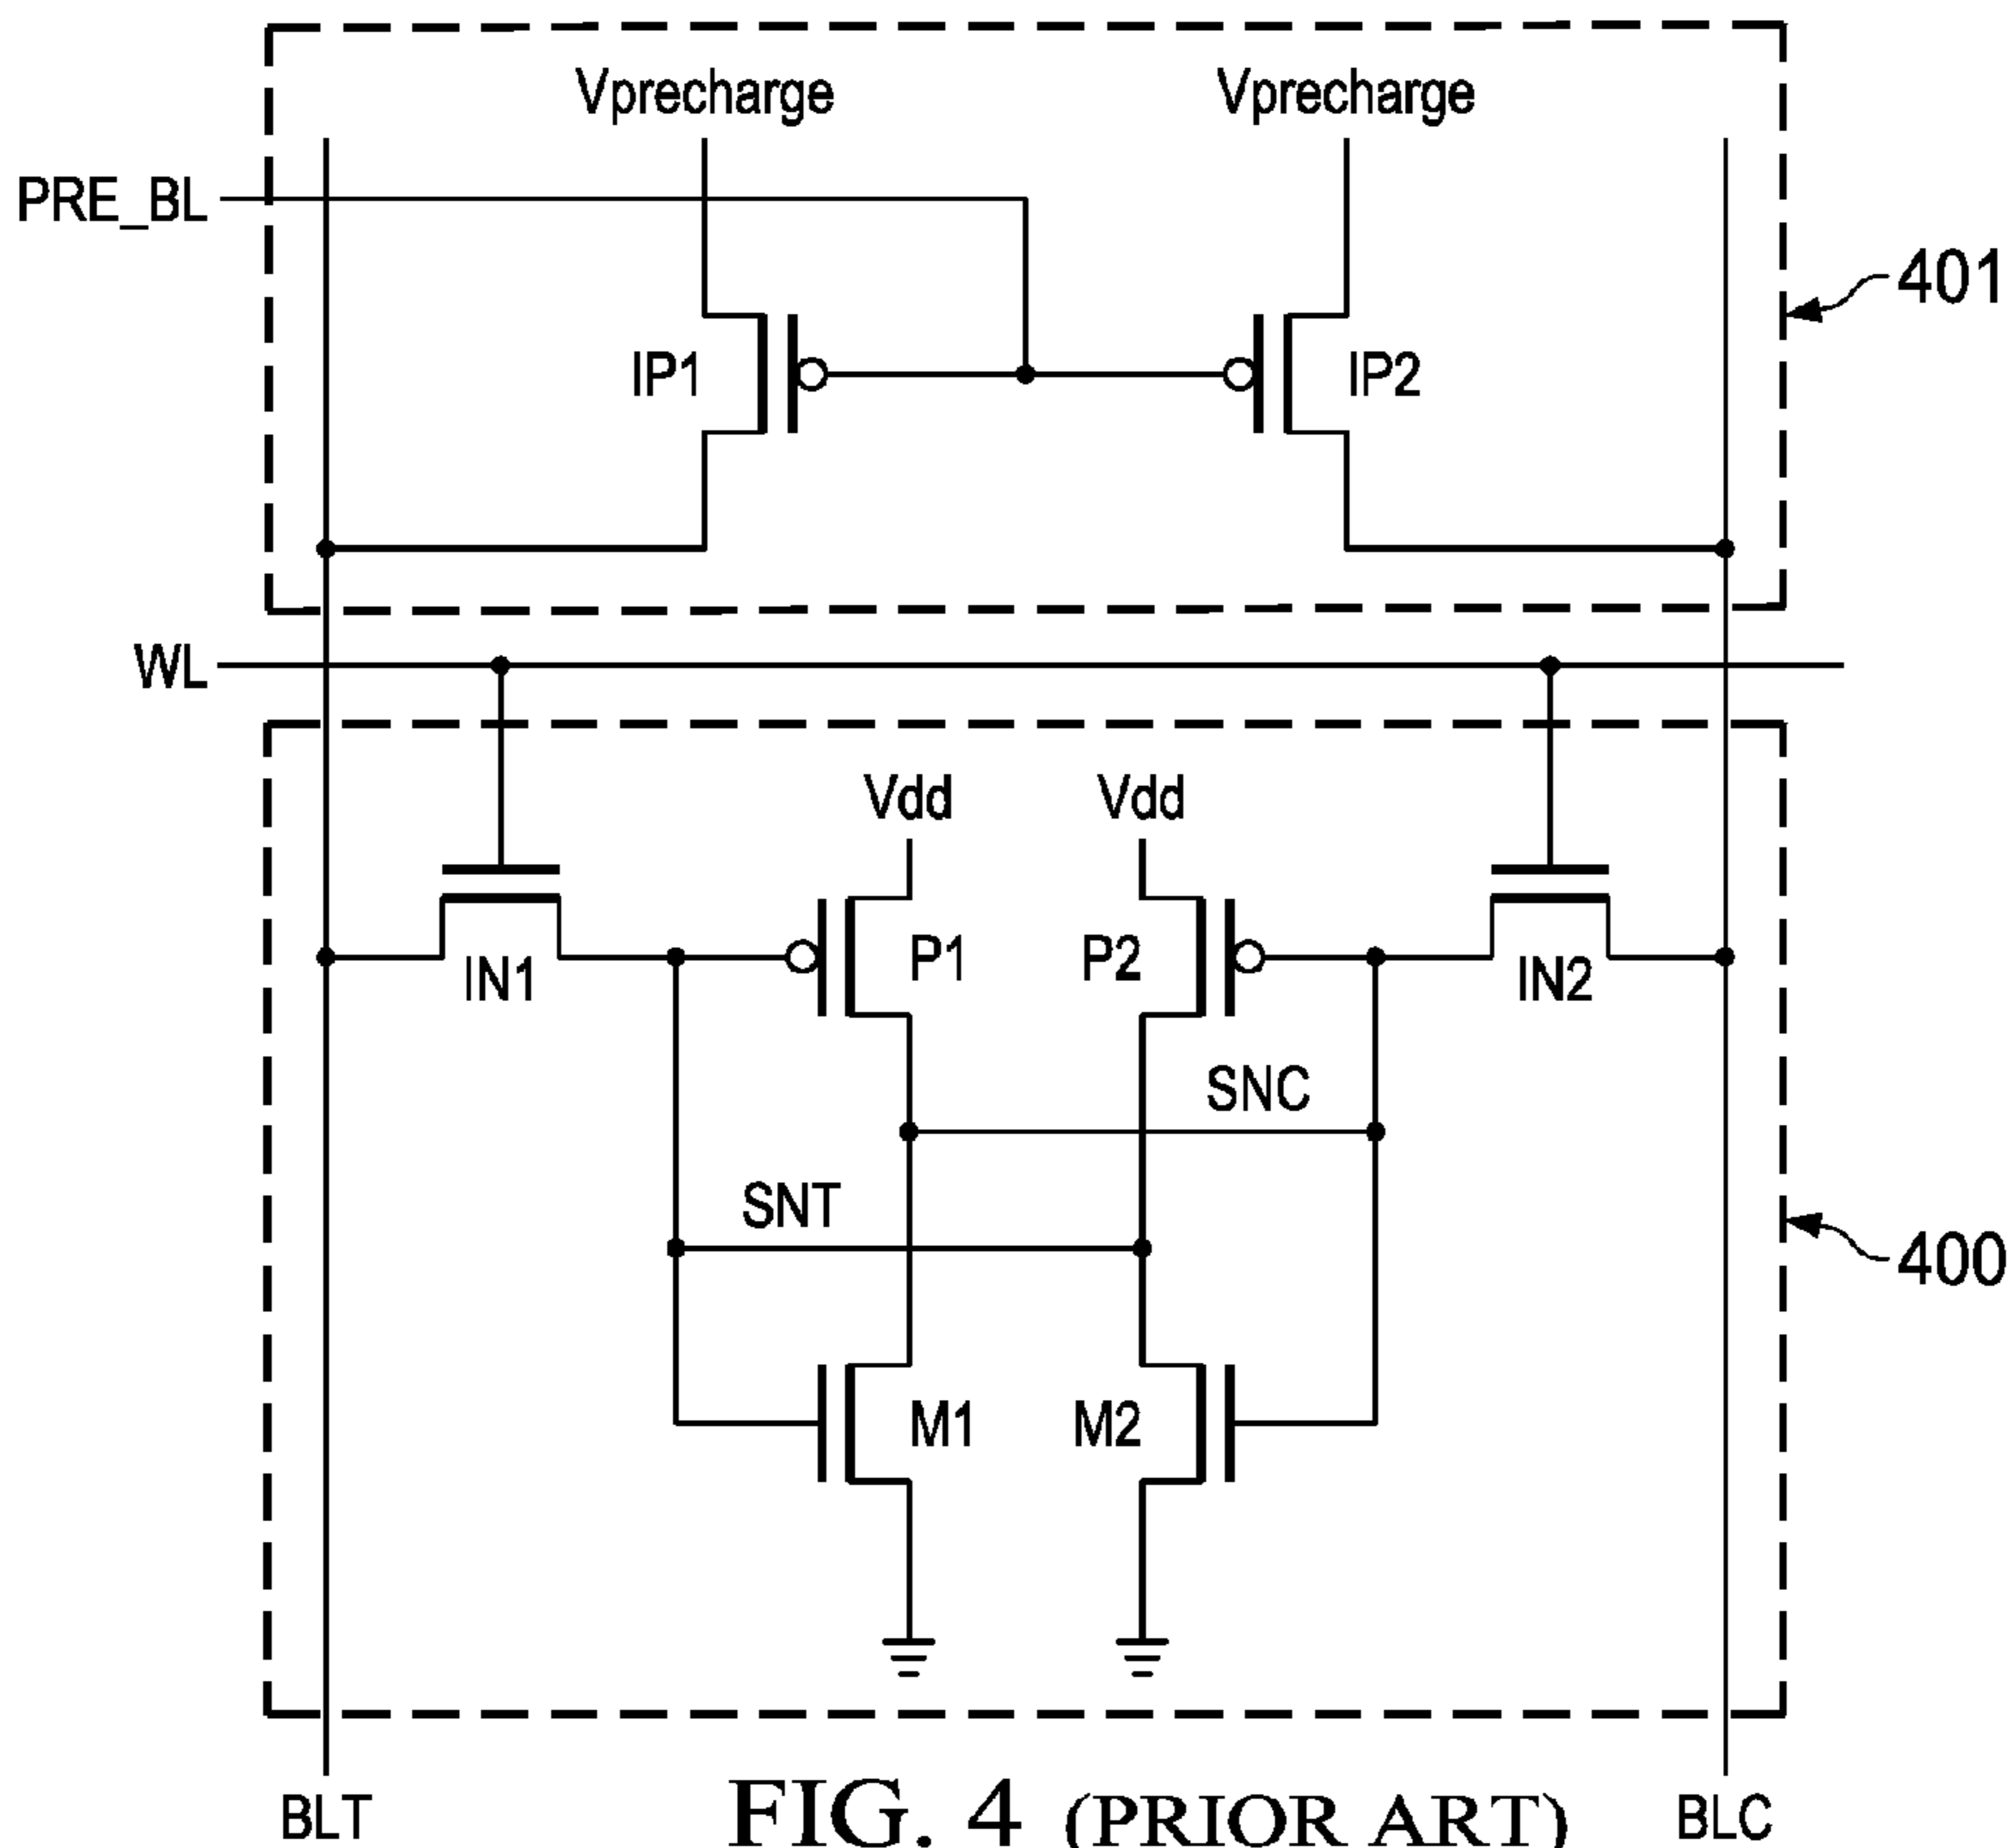 Vprecharge Vprecharge
PRE_BL
401
IP1 IP2
WL
Vdd Vdd
P1 P2
IN1 IN2
SNC
SNT
400
M1 M2
BLT BLC
FIG. 4 (PRIOR ART)